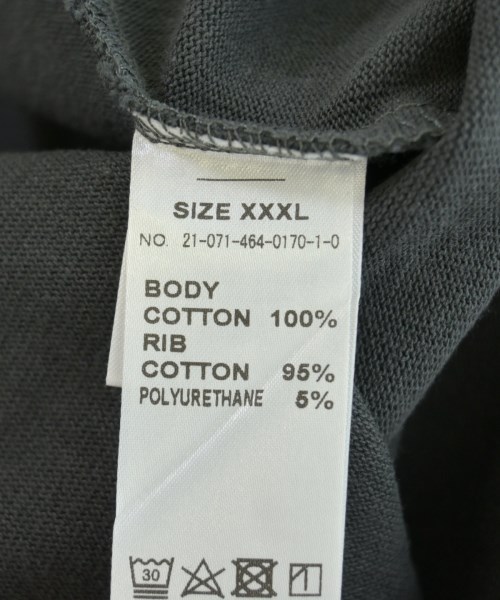 SIZE XXXL
NO. 21-071-464-0170-1-0
BODY
COTTON 100%
RIB
COTTON 95%
POLYURETHANE 5%
30